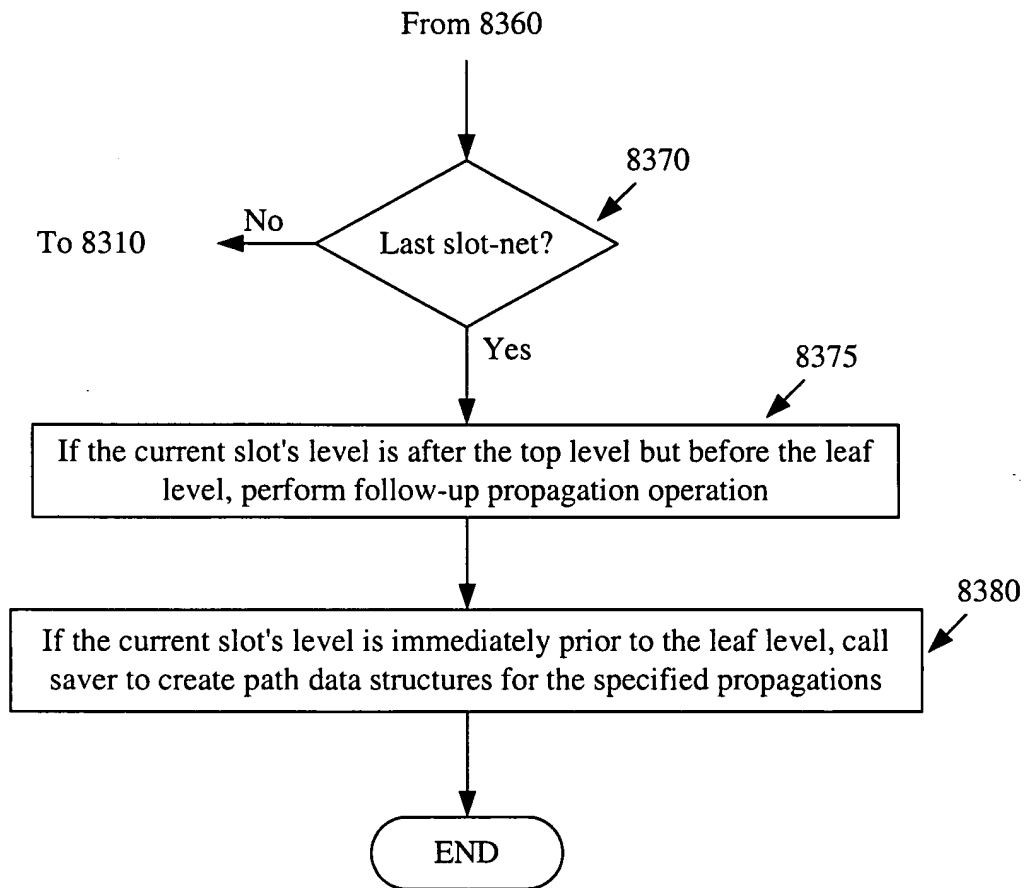 From 8360
8370
No
To 8310
Last slot-net?
Yes
8375
If the current slot's level is after the top level but before the leaf
level, perform follow-up propagation operation
8380
If the current slot's level is immediately prior to the leaf level, call
saver to create path data structures for the specified propagations
END